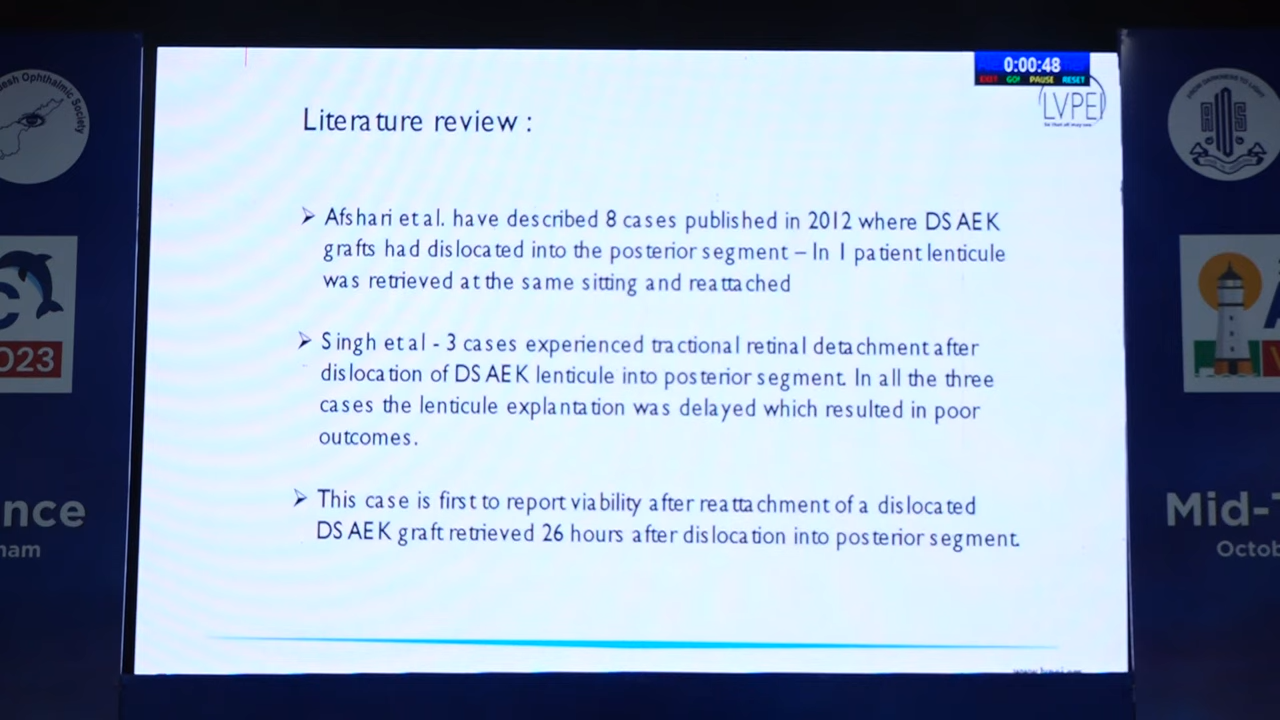 0:00:48
EXIT GO! PAUSE RESET
LVPEI
Literature review :
➢ Afshari et al. have described 8 cases published in 2012 where DSAEK
grafts had dislocated into the posterior segment – In 1 patient lenticule
was retrieved at the same sitting and reattached
➢ Singh et al - 3 cases experienced tractional retinal detachment after
dislocation of DSAEK lenticule into posterior segment. In all the three
cases the lenticule explantation was delayed which resulted in poor
outcomes.
➢ This case is first to report viability after reattachment of a dislocated
DSAEK graft retrieved 26 hours after dislocation into posterior segment.
esh Ophthalmic Society
C
023
nce
nam
A
Mid-T
Octob